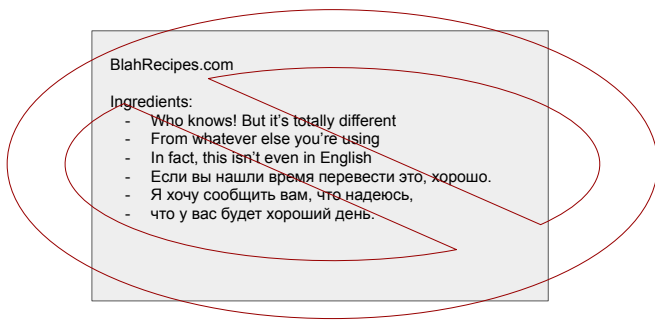 BlahRecipes.com
Ingredients:
- Who knows! But it's totally different
- From whatever else you're using
- In fact, this isn't even in English
- Если вы нашли время перевести это, хорошо.
- Я хочу сообщить вам, что надеюсь,
- что у вас будет хороший день.